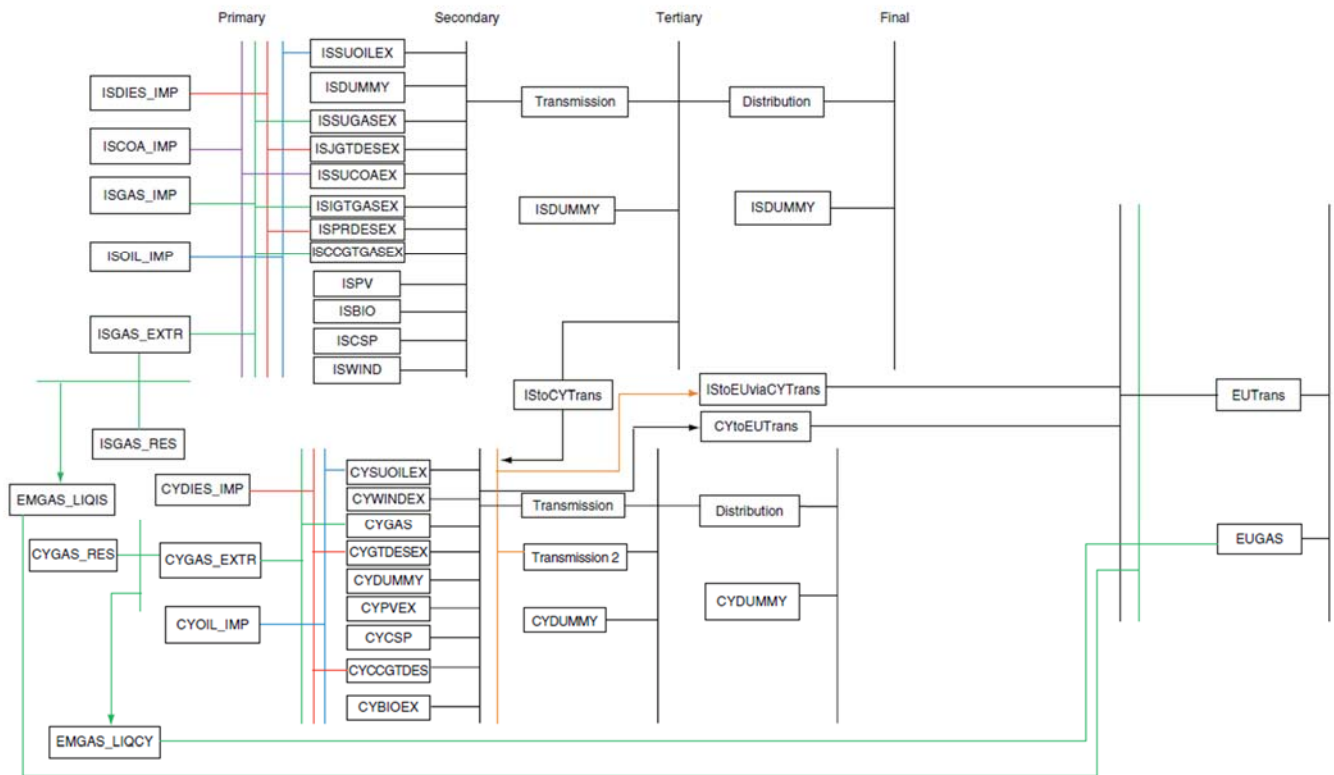 Primary
Secondary
Tertiary
Final
ISSUOILEX
ISDIES_IMP
ISDUMMY
Transmission
Distribution
ISSUGASEX
ISCOA_IMP
ISJGTDESEX
ISSUCOAEX
ISGAS_IMP
ISIGTGASEX
ISDUMMY
ISDUMMY
ISPRDESEX
ISOIL_IMP
ISCCGTGASEX
ISPV
ISBIO
ISGAS_EXTR
ISCSP
ISWIND
IStoCYTrans
IStoEUviaCYTrans
EUTrans
CYtoEUTrans
ISGAS_RES
CYSUOILEX
CYDIES_IMP
EMGAS_LIQIS
CYWINDEX
Transmission
Distribution
CYGAS
EUGAS
CYGAS_RES
CYGAS_EXTR
CYGTDESEX
Transmission 2
CYDUMMY
CYPVEX
CYDUMMY
CYDUMMY
CYOIL_IMP
CYCSP
CYCCGTDES
CYBIOEX
EMGAS_LIQCY